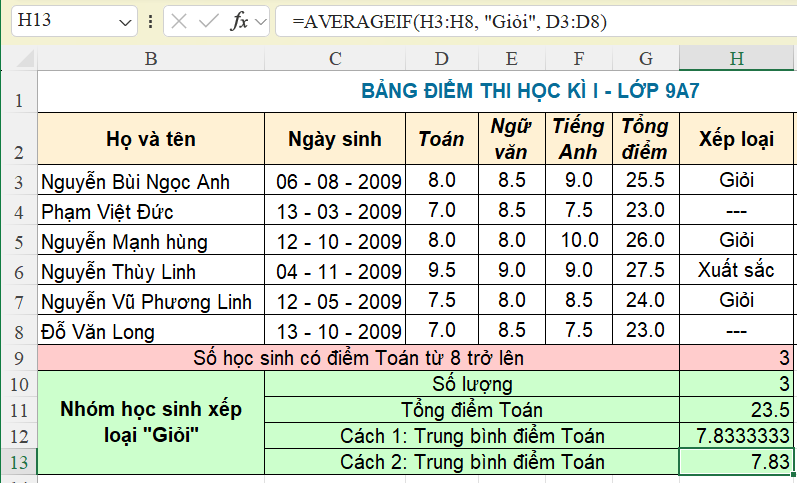 H13 fx =AVERAGEIF(H3:H8, "Giỏi", D3:D8)
B C D E F G H
1 BẢNG ĐIỂM THI HỌC KÌ I - LỚP 9A7
2 Họ và tên Ngày sinh Toán Ngữ văn Tiếng Anh Tổng điểm Xếp loại
3 Nguyễn Bùi Ngọc Anh 06 - 08 - 2009 8.0 8.5 9.0 25.5 Giỏi
4 Phạm Việt Đức 13 - 03 - 2009 7.0 8.5 7.5 23.0 ---
5 Nguyễn Mạnh hùng 12 - 10 - 2009 8.0 8.0 10.0 26.0 Giỏi
6 Nguyễn Thùy Linh 04 - 11 - 2009 9.5 9.0 9.0 27.5 Xuất sắc
7 Nguyễn Vũ Phương Linh 12 - 05 - 2009 7.5 8.0 8.5 24.0 Giỏi
8 Đỗ Văn Long 13 - 10 - 2009 7.0 8.5 7.5 23.0 ---
9 Số học sinh có điểm Toán từ 8 trở lên 3
10 Số lượng 3
Nhóm học sinh xếp loại "Giỏi"
11 Tổng điểm Toán 23.5
12 Cách 1: Trung bình điểm Toán 7.8333333
13 Cách 2: Trung bình điểm Toán 7.83